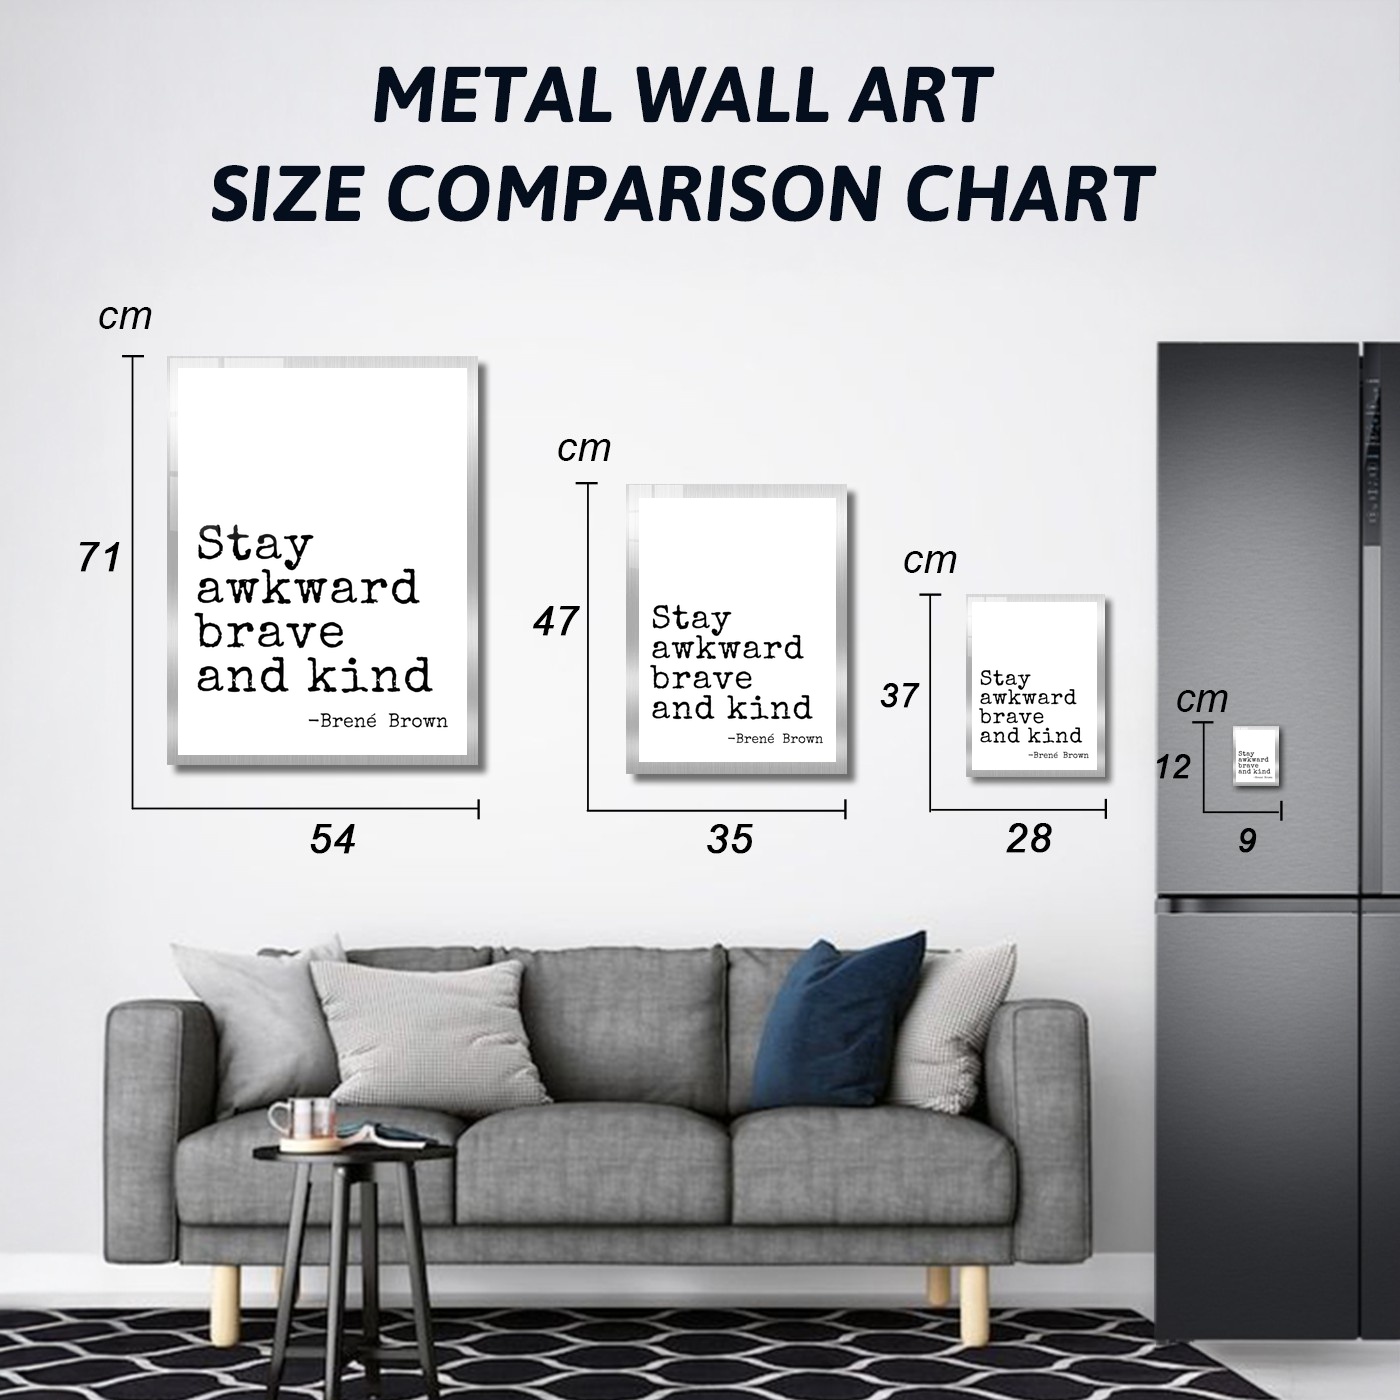 METAL WALL ART
SIZE COMPARISON CHART
cm
71
54
Stay
awkward
brave
and kind
-Brené Brown
cm
47
35
Stay
awkward
brave
and kind
-Brené Brown
cm
37
28
Stay
awkward
brave
and kind
-Brené Brown
cm
12
9
Stay
awkward
brave
and kind